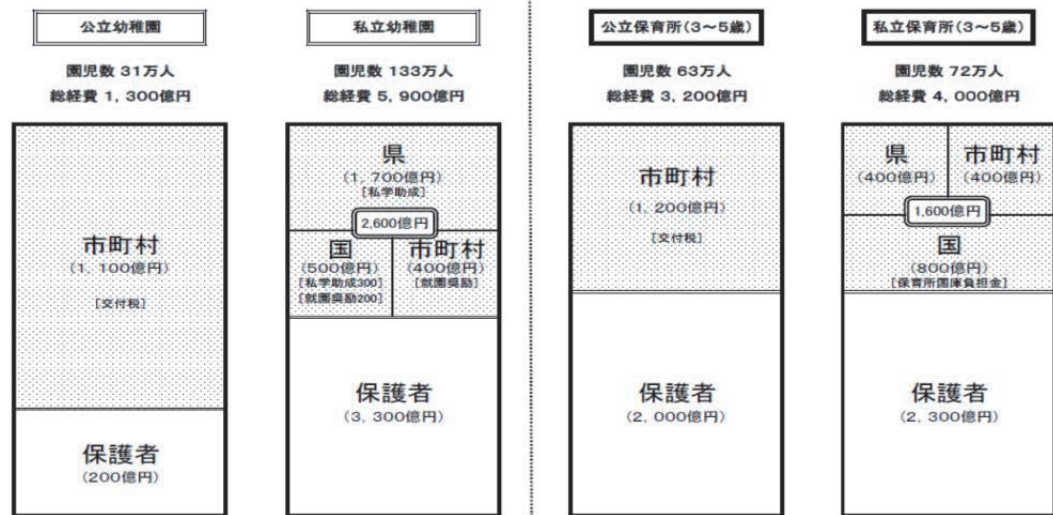 公立幼稚園
園児数 31万人
総経費 1,300億円
市町村
(1,100億円)
[交付税]
保護者
(200億円)
私立幼稚園
園児数 133万人
総経費 5,900億円
県
(1,700億円)
[私学助成]
2,600億円
国
(500億円)
[私学助成300]
[就園奨励200]
市町村
(400億円)
[就園奨励]
保護者
(3,300億円)
公立保育所(3~5歳)
園児数 63万人
総経費 3,200億円
市町村
(1,200億円)
[交付税]
保護者
(2,000億円)
私立保育所(3~5歳)
園児数 72万人
総経費 4,000億円
県
(400億円)
市町村
(400億円)
1,600億円
国
(800億円)
[保育所国庫負担金]
保護者
(2,300億円)